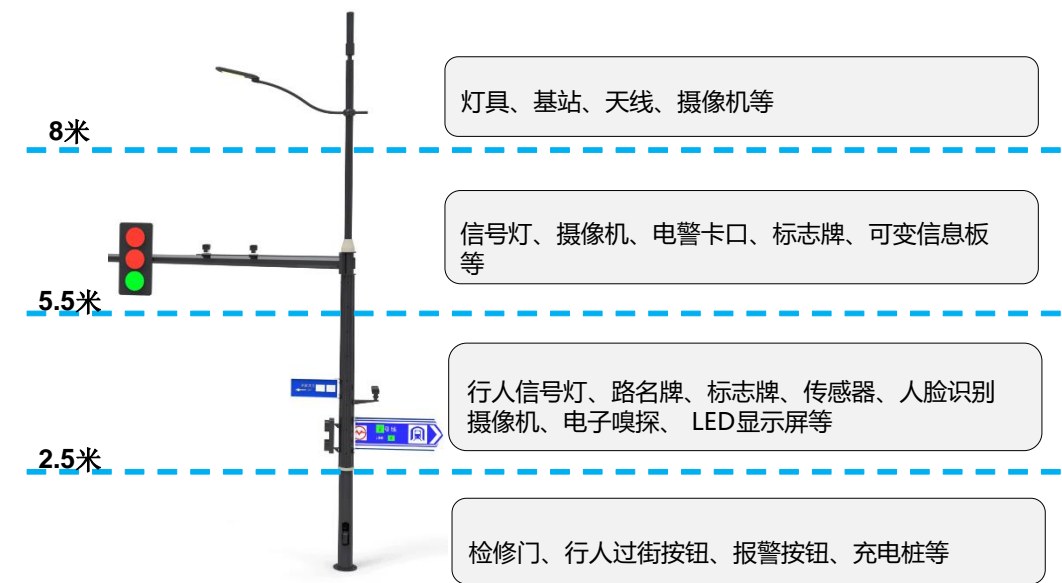 灯具、基站、天线、摄像机等
8米
信号灯、摄像机、电警卡口、标志牌、可变信息板
等
5.5米
行人信号灯、路名牌、标志牌、传感器、人脸识别
摄像机、电子嗅探、 LED显示屏等
2.5米
检修门、行人过街按钮、报警按钮、充电桩等